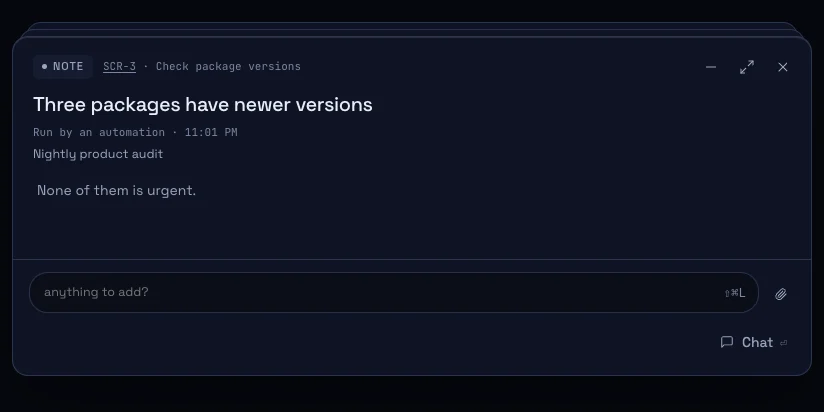 NOTE SCR-3 · Check package versions
Three packages have newer versions
Run by an automation · 11:01 PM
Nightly product audit
None of them is urgent.
anything to add? ⇧⌘L
Chat ⏎